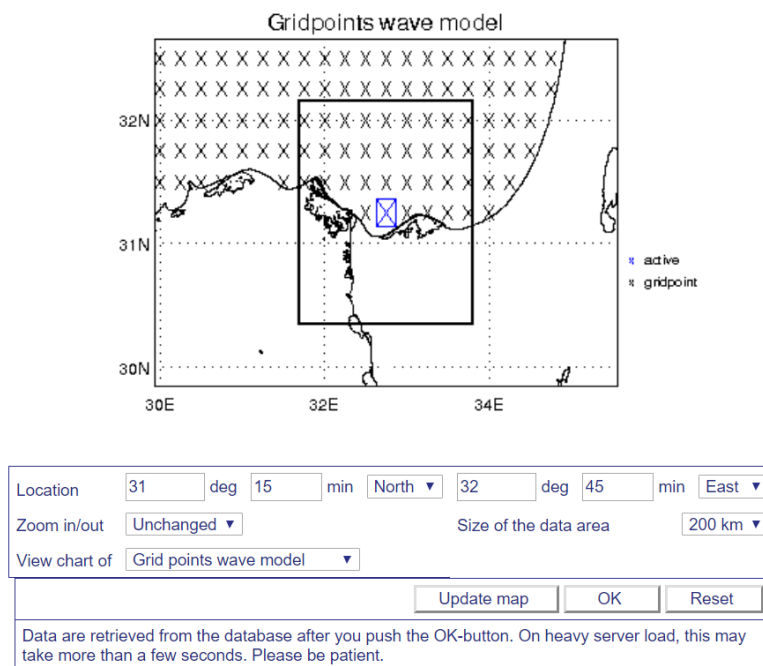 Gridpoints wave model
32N
31N
30N
30E 32E 34E
active
gridpoint
Location 31 deg 15 min North ▼ 32 deg 45 min East ▼
Zoom in/out Unchanged ▼ Size of the data area 200 km ▼
View chart of Grid points wave model ▼
Update map OK Reset
Data are retrieved from the database after you push the OK-button. On heavy server load, this may
take more than a few seconds. Please be patient.